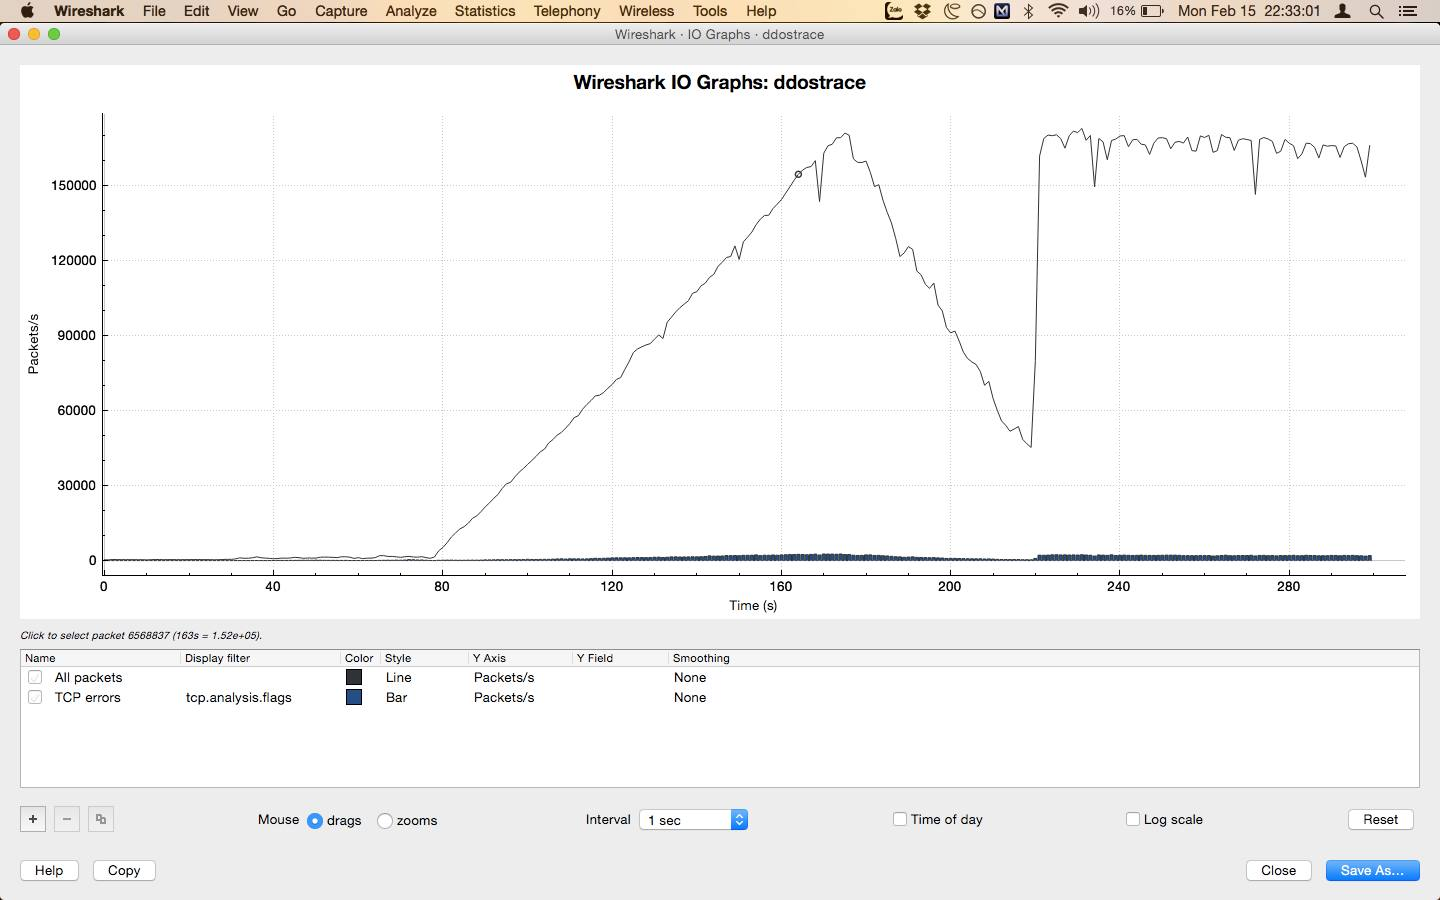 Wireshark File Edit View Go Capture Analyze Statistics Telephony Wireless Tools Help Zalo M 16% Mon Feb 15 22:33:01
Wireshark · IO Graphs · ddostrace
Wireshark IO Graphs: ddostrace
Packets/s
150000
120000
90000
60000
30000
0
0 40 80 120 160 200 240 280
Time (s)
Click to select packet 6568837 (163s = 1.52e+05).
Name Display filter Color Style Y Axis Y Field Smoothing
All packets Line Packets/s None
TCP errors tcp.analysis.flags Bar Packets/s None
+ − Mouse drags zooms Interval 1 sec Time of day Log scale Reset
Help Copy Close Save As...